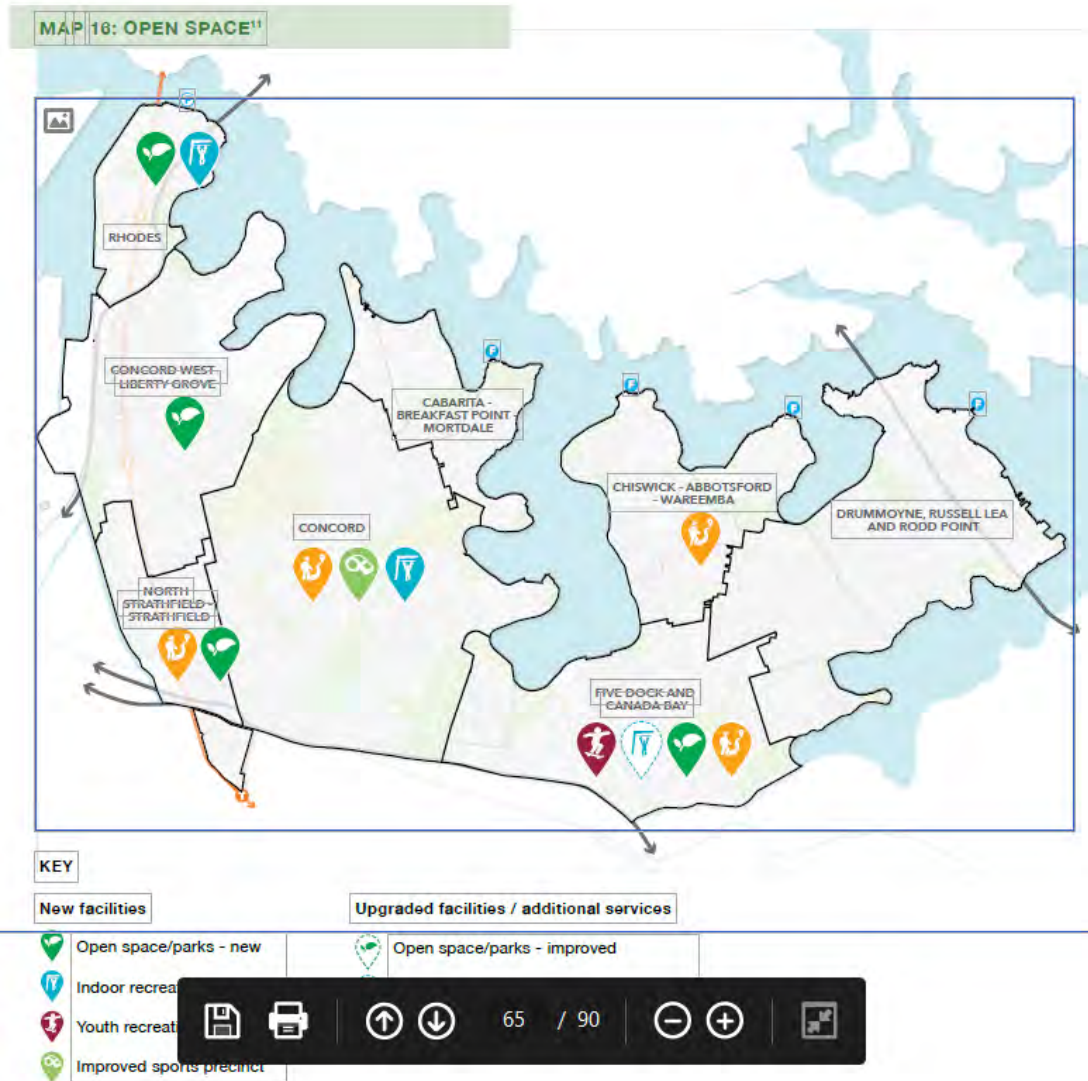 MAP 16: OPEN SPACE¹¹
RHODES
CONCORD WEST -
LIBERTY GROVE
CABARITA -
BREAKFAST POINT -
MORTDALE
CHISWICK - ABBOTSFORD
- WAREEMBA
DRUMMOYNE, RUSSELL LEA
AND RODD POINT
CONCORD
NORTH
STRATHFIELD -
STRATHFIELD
FIVE DOCK AND
CANADA BAY
F
F
F
F
F
T
KEY
New facilities
Upgraded facilities / additional services
Open space/parks - new
Open space/parks - improved
Indoor
Youth
Improved sports precinct
65 / 90